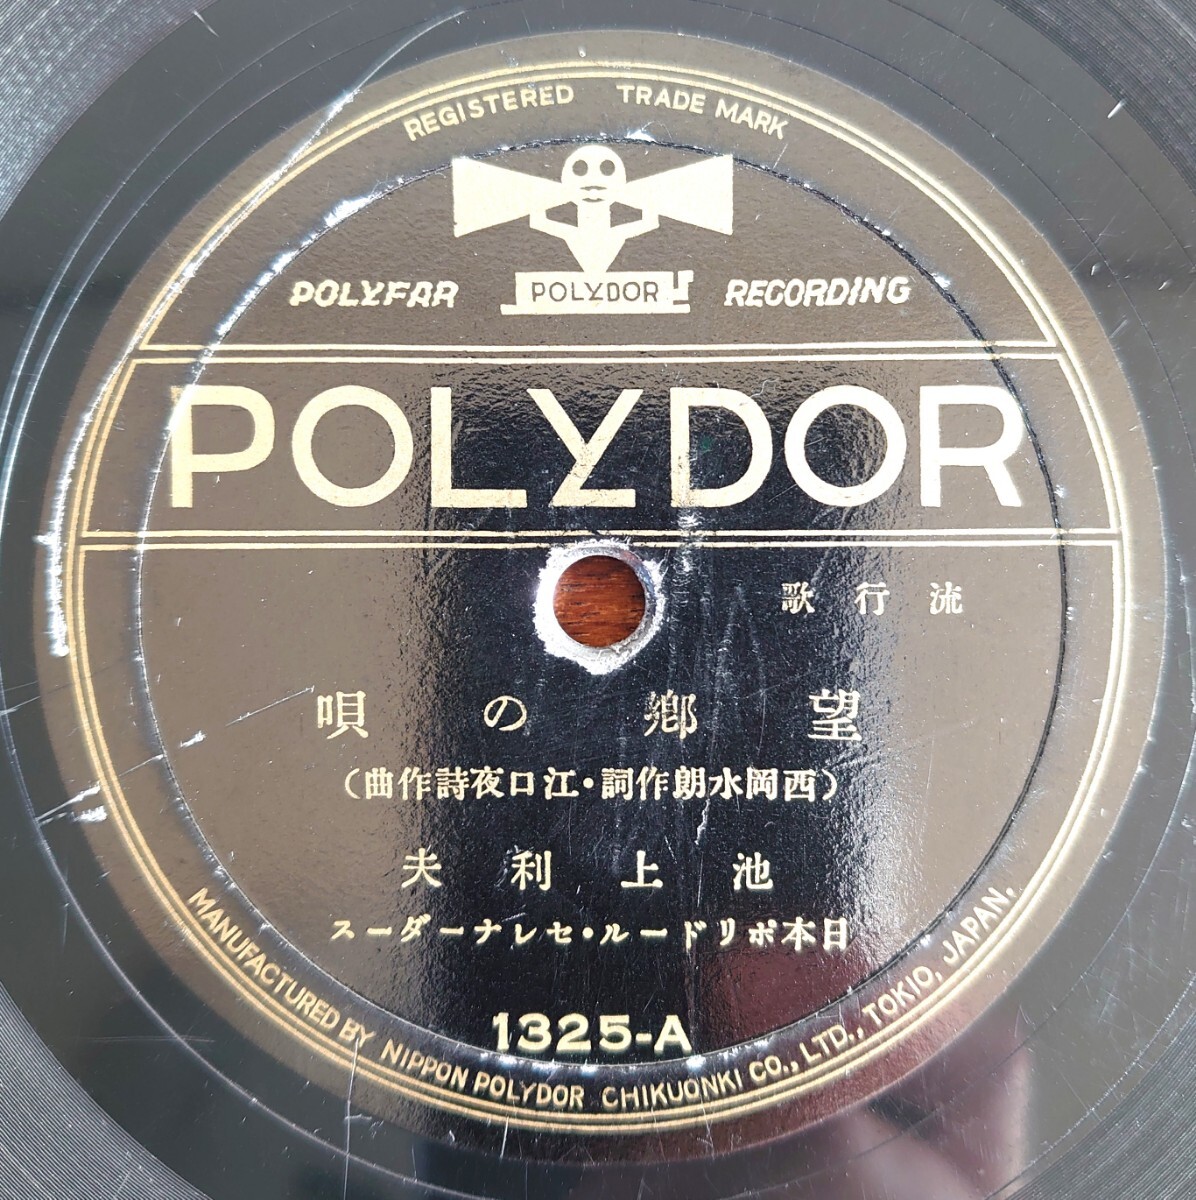 REGISTERED TRADE MARK
POLYFAR POLYDOR RECORDING
POLYDOR
流行歌
望鄕の唄
(西岡水朗作詞・江口夜詩作曲)
池上利夫
日本ポリドール・セレナーダース
1325-A
MANUFACTURED BY NIPPON POLYDOR CHIKUONKI CO., LTD., TOKIO, JAPAN.